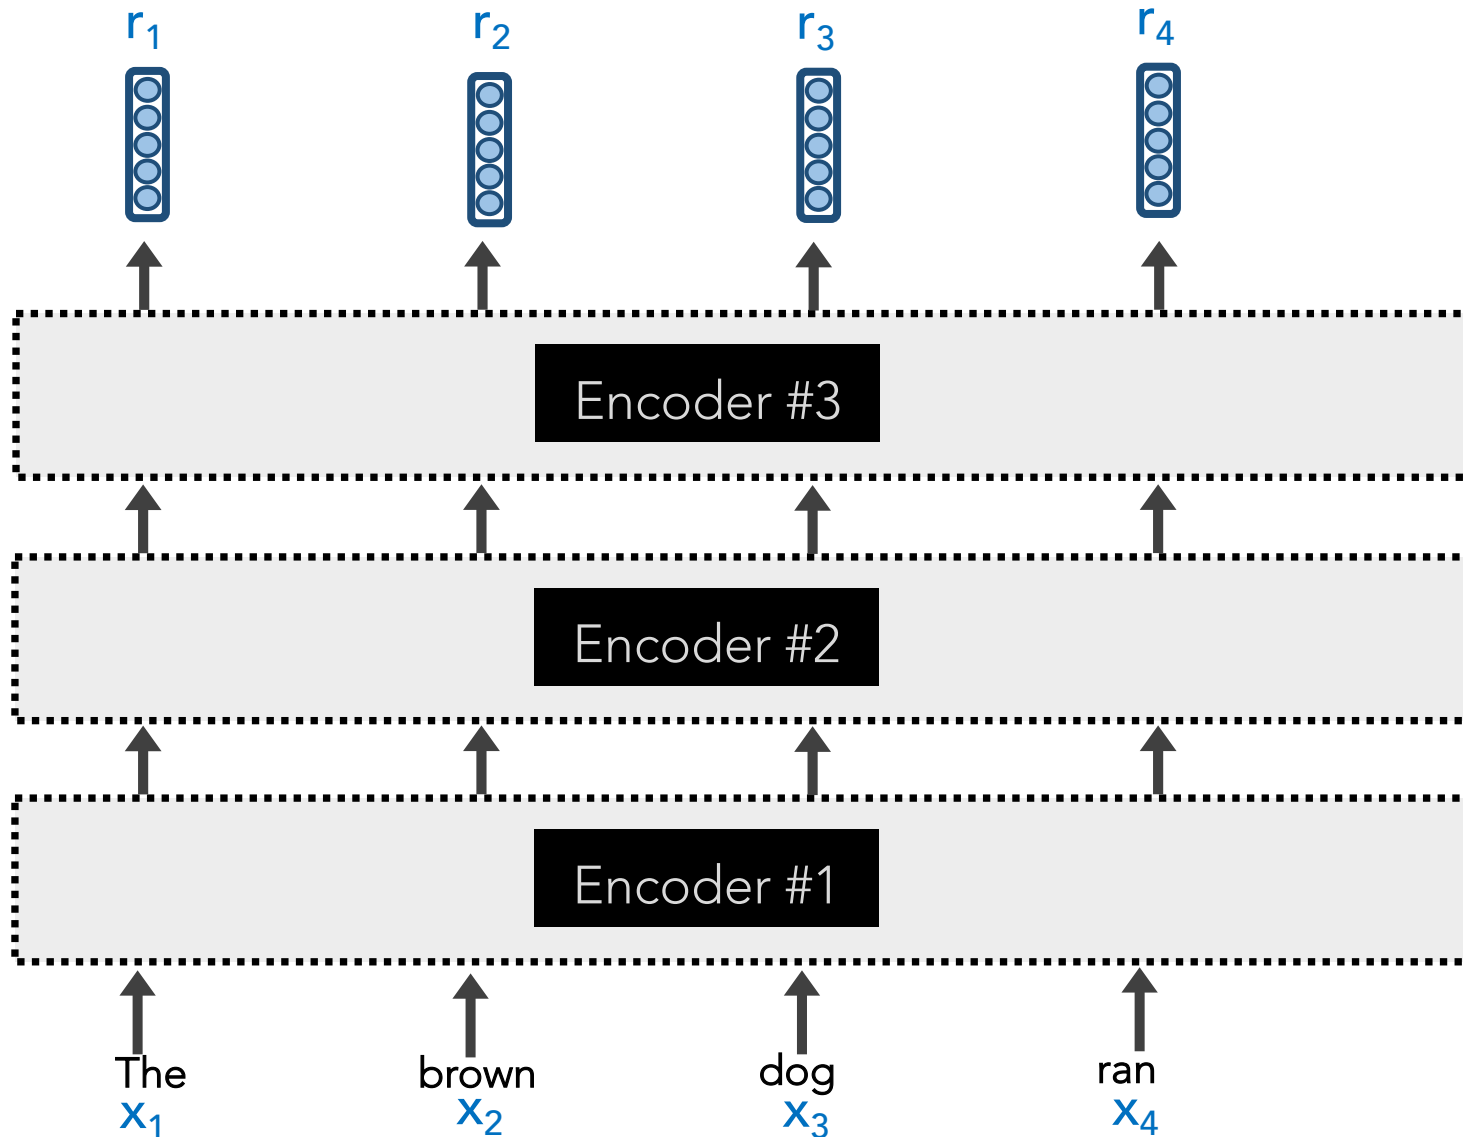 r₁ r₂ r₃ r₄
Encoder #3
Encoder #2
Encoder #1
The brown dog ran
x₁ x₂ x₃ x₄